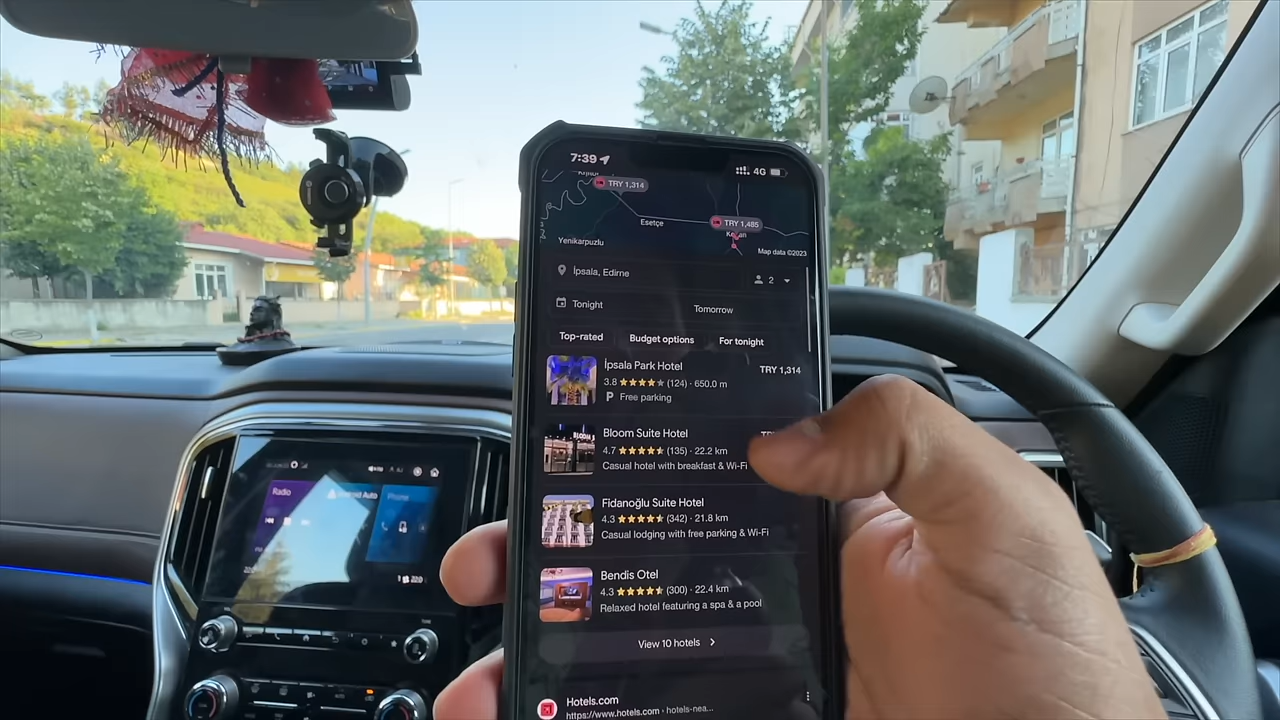 7:39
4G
TRY 1,314
TRY 1,485
Esetçe
Yenikarpuzlu
Map data ©2023
İpsala, Edirne
2
Tonight
Tomorrow
Top-rated
Budget options
For tonight
İpsala Park Hotel
TRY 1,314
3.8 ★★★★★ (124) · 650.0 m
P Free parking
Bloom Suite Hotel
4.7 ★★★★★ (135) · 22.2 km
Casual hotel with breakfast & Wi-Fi
Fidanoğlu Suite Hotel
4.3 ★★★★★ (342) · 21.8 km
Casual lodging with free parking & Wi-Fi
Bendis Otel
4.3 ★★★★★ (300) · 22.4 km
Relaxed hotel featuring a spa & a pool
View 10 hotels
Hotels.com
https://www.hotels.com › hotels-nea...
Radio
Android Auto
Phone